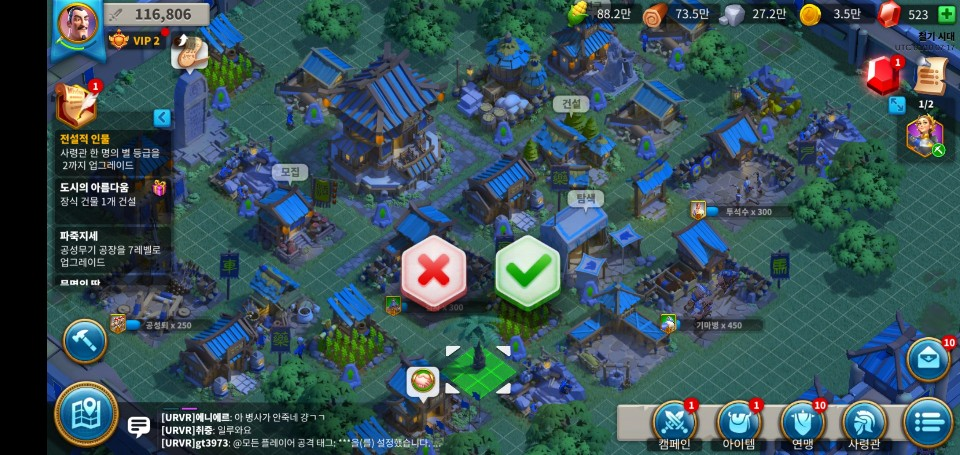 116,806
88.2만
73.5만
27.2만
3.5만
523
VIP 2
철기 시대
1
1
1/2
전설적 인물
사령관 한 명의 별 등급을
2까지 업그레이드
도시의 아름다움
장식 건물 1개 건설
파죽지세
공성무기 공장을 7레벨로
업그레이드
건설
모집
탐색
투석수 x 300
공성퇴 x 250
기마병 x 450
10
[URVR]에니에르: 아 병사가 안죽네 걍ㄱㄱ
[URVR]취중: 일루와요
[URVR]gt3973: @모든 플레이어 공격 태그: ***을(를) 설정했습니다. ...
1
1
10
캠페인
아이템
연맹
사령관